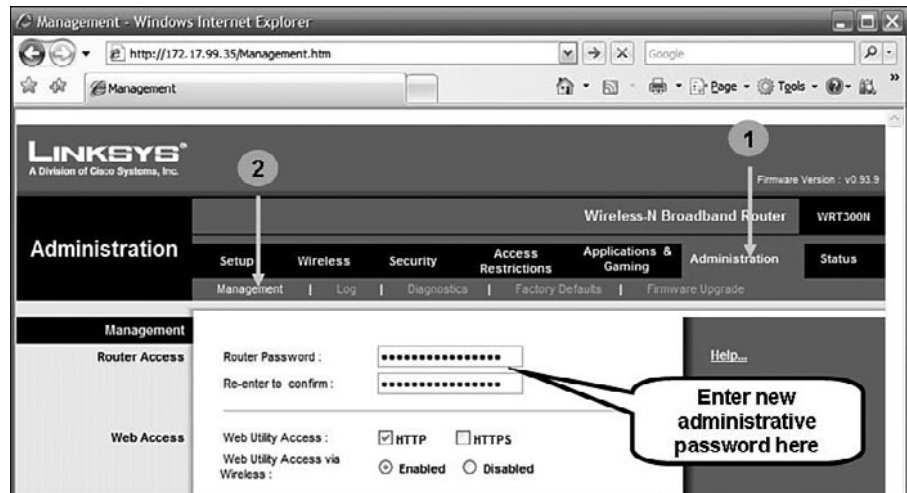 Management - Windows Internet Explorer
http://172.17.99.35/Management.htm
Google
Management
Page
Tools
LINKSYS®
A Division of Cisco Systems, Inc.
2
1
Firmware Version : v0.93.9
Wireless-N Broadband Router
WRT300N
Administration
Setup
Wireless
Security
Access Restrictions
Applications & Gaming
Administration
Status
Management | Log | Diagnostics | Factory Defaults | Firmware Upgrade
Management
Router Access
Router Password :
Help...
Re-enter to confirm :
Enter new
administrative
password here
Web Access
Web Utility Access :
HTTP
HTTPS
Web Utility Access via
Wireless :
Enabled
Disabled